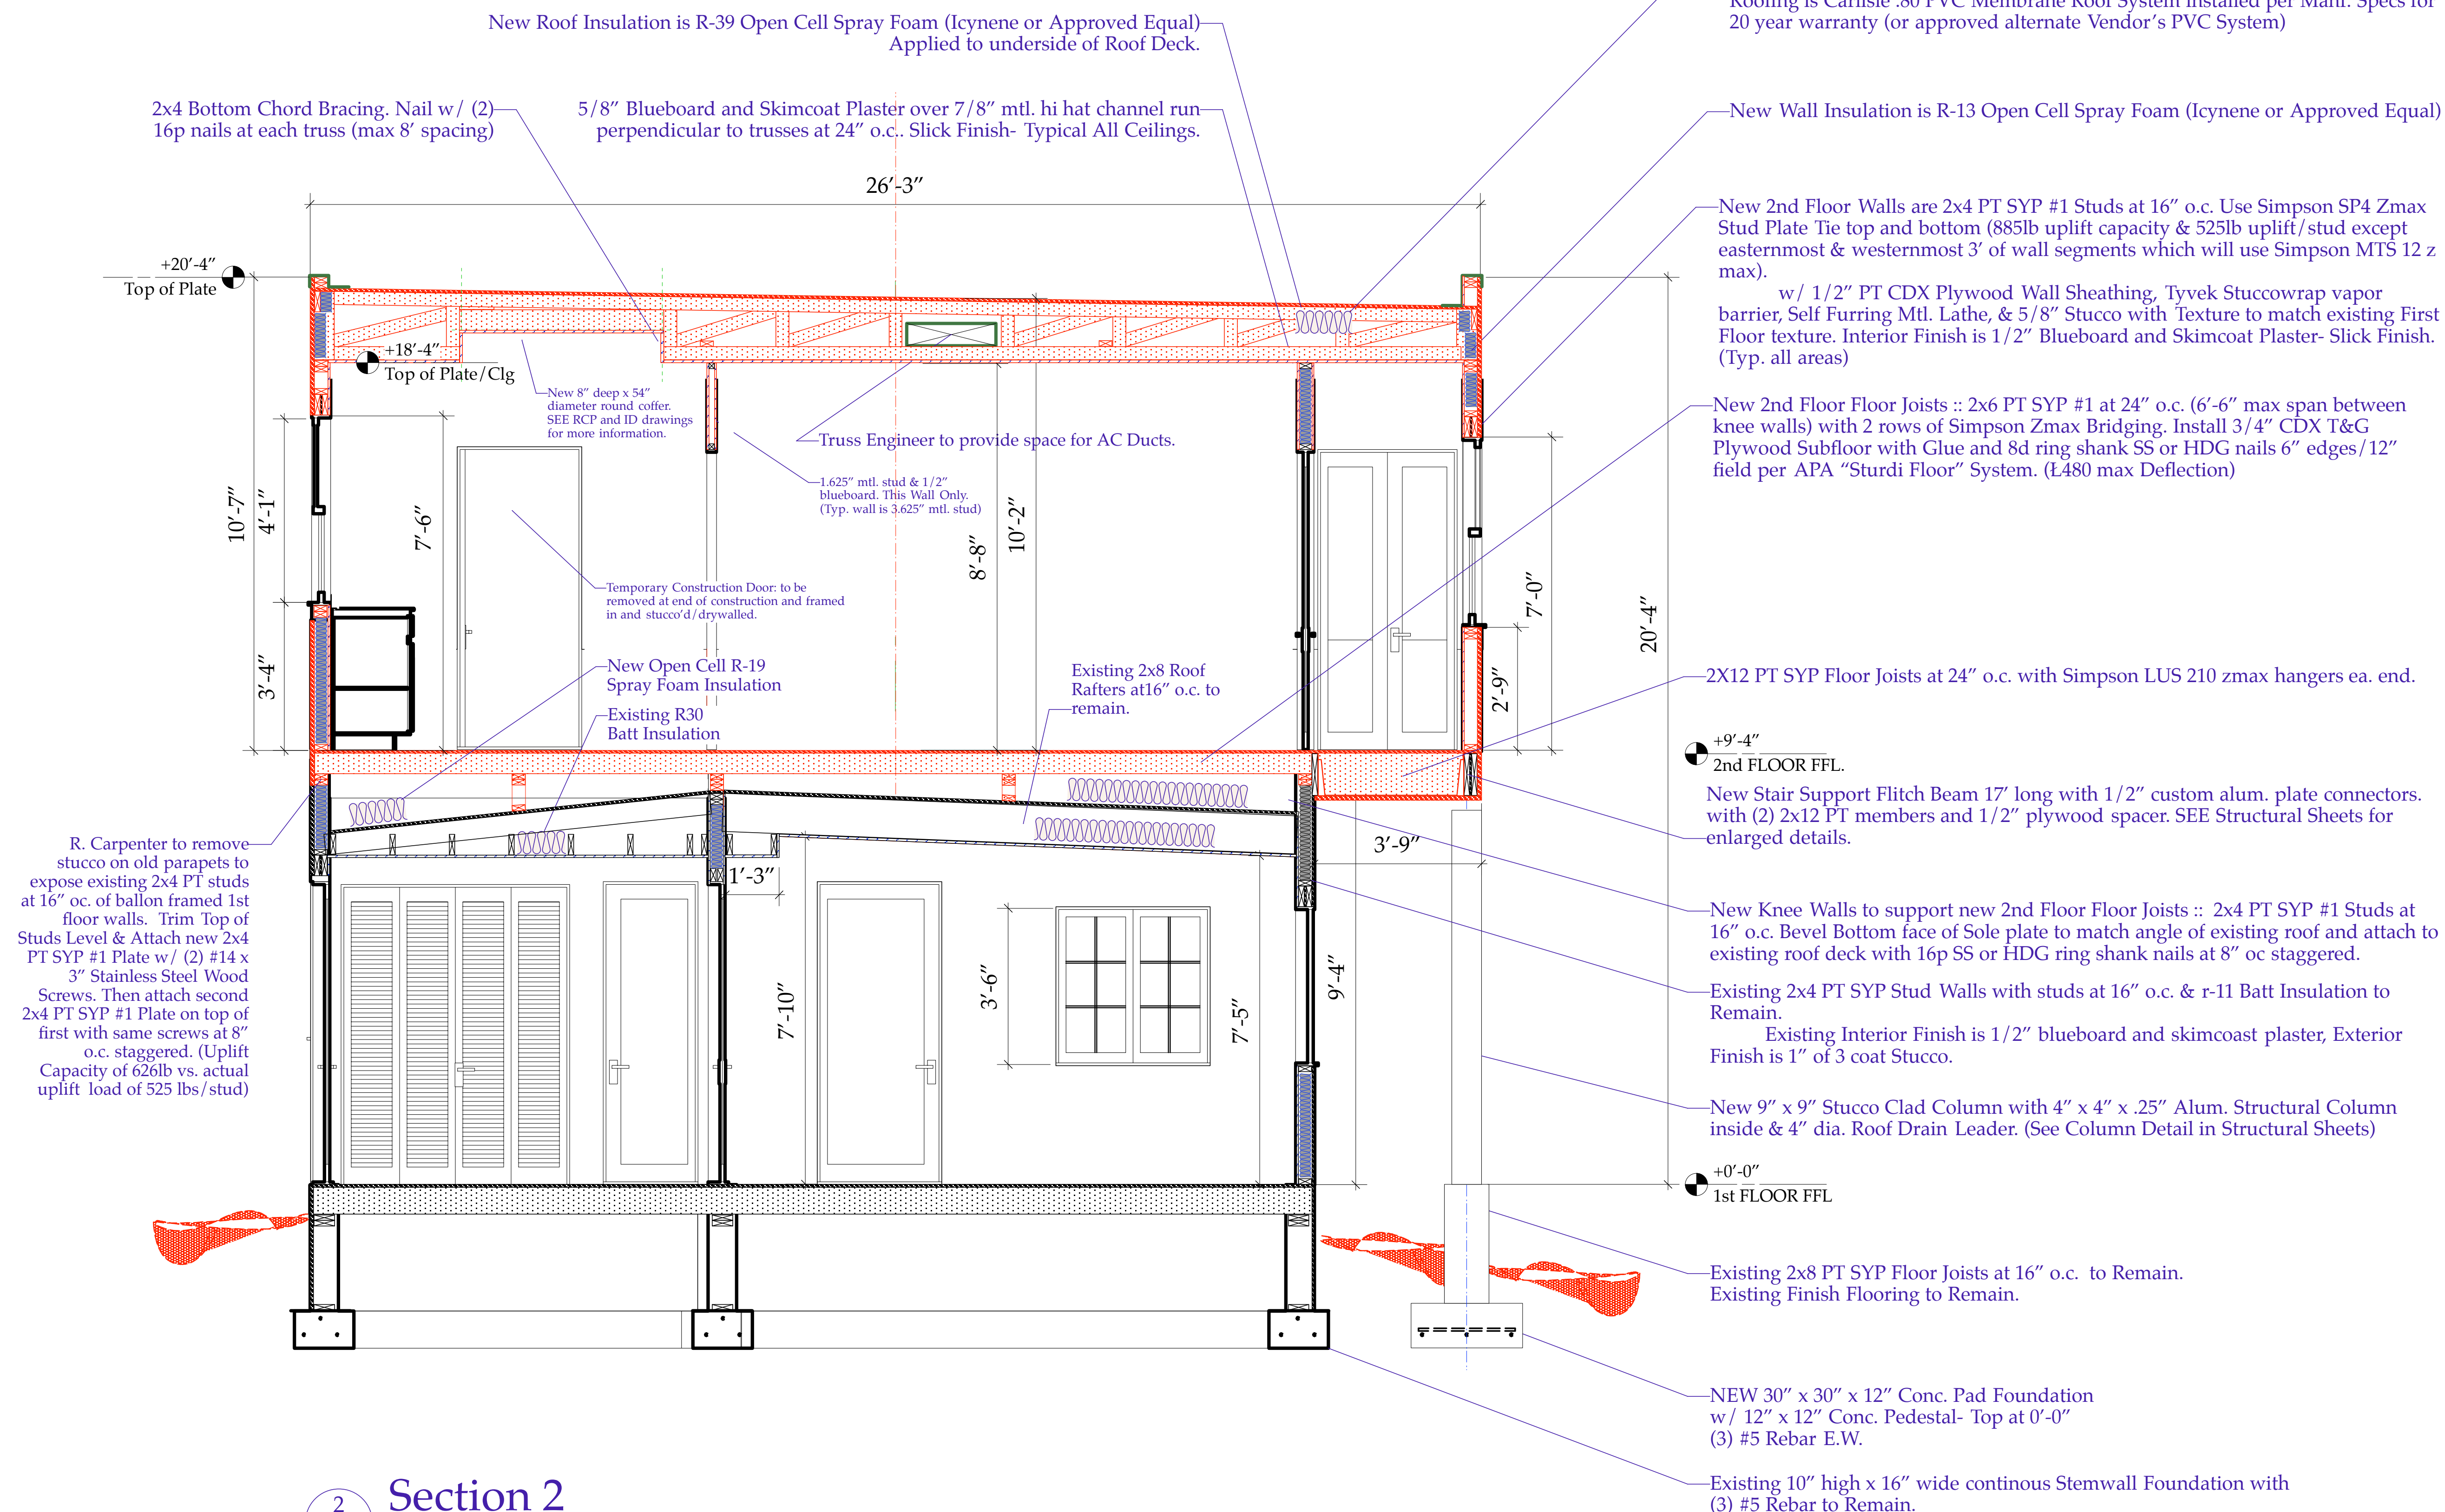 Roofing is Carlisle .80 PVC Membrane Roof System installed per Manf. Specs for
20 year warranty (or approved alternate Vendor’s PVC System)
New Roof Insulation is R-39 Open Cell Spray Foam (Icynene or Approved Equal)
Applied to underside of Roof Deck.
2x4 Bottom Chord Bracing. Nail w/ (2)
16p nails at each truss (max 8’ spacing)
5/8” Blueboard and Skimcoat Plaster over 7/8” mtl. hi hat channel run
perpendicular to trusses at 24” o.c.. Slick Finish- Typical All Ceilings.
New Wall Insulation is R-13 Open Cell Spray Foam (Icynene or Approved Equal)
26’-3”
New 2nd Floor Walls are 2x4 PT SYP #1 Studs at 16” o.c. Use Simpson SP4 Zmax
Stud Plate Tie top and bottom (885lb uplift capacity & 525lb uplift/stud except
easternmost & westernmost 3’ of wall segments which will use Simpson MTS 12 z
max).
w/ 1/2” PT CDX Plywood Wall Sheathing, Tyvek Stuccowrap vapor
barrier, Self Furring Mtl. Lathe, & 5/8” Stucco with Texture to match existing First
Floor texture. Interior Finish is 1/2” Blueboard and Skimcoat Plaster- Slick Finish.
(Typ. all areas)
+20’-4”
Top of Plate
+18’-4”
Top of Plate/Clg
New 8” deep x 54”
diameter round coffer.
SEE RCP and ID drawings
for more information.
Truss Engineer to provide space for AC Ducts.
1.625” mtl. stud & 1/2”
blueboard. This Wall Only.
(Typ. wall is 3.625” mtl. stud)
New 2nd Floor Floor Joists :: 2x6 PT SYP #1 at 24” o.c. (6’-6” max span between
knee walls) with 2 rows of Simpson Zmax Bridging. Install 3/4” CDX T&G
Plywood Subfloor with Glue and 8d ring shank SS or HDG nails 6” edges/12”
field per APA “Sturdi Floor” System. (Ł480 max Deflection)
10’-7”
4’-1”
7’-6”
8’-8”
10’-2”
7’-0”
20’-4”
3’-4”
2’-9”
Temporary Construction Door: to be
removed at end of construction and framed
in and stucco’d/drywalled.
New Open Cell R-19
Spray Foam Insulation
Existing R30
Batt Insulation
Existing 2x8 Roof
Rafters at16” o.c. to
remain.
2X12 PT SYP Floor Joists at 24” o.c. with Simpson LUS 210 zmax hangers ea. end.
+9’-4”
2nd FLOOR FFL.
New Stair Support Flitch Beam 17’ long with 1/2” custom alum. plate connectors.
with (2) 2x12 PT members and 1/2” plywood spacer. SEE Structural Sheets for
enlarged details.
R. Carpenter to remove
stucco on old parapets to
expose existing 2x4 PT studs
at 16” oc. of ballon framed 1st
floor walls. Trim Top of
Studs Level & Attach new 2x4
PT SYP #1 Plate w/ (2) #14 x
3” Stainless Steel Wood
Screws. Then attach second
2x4 PT SYP #1 Plate on top of
first with same screws at 8”
o.c. staggered. (Uplift
Capacity of 626lb vs. actual
uplift load of 525 lbs/stud)
3’-9”
1’-3”
7’-10”
3’-6”
7’-5”
9’-4”
New Knee Walls to support new 2nd Floor Floor Joists :: 2x4 PT SYP #1 Studs at
16” o.c. Bevel Bottom face of Sole plate to match angle of existing roof and attach to
existing roof deck with 16p SS or HDG ring shank nails at 8” oc staggered.
Existing 2x4 PT SYP Stud Walls with studs at 16” o.c. & r-11 Batt Insulation to
Remain.
Existing Interior Finish is 1/2” blueboard and skimcoast plaster, Exterior
Finish is 1” of 3 coat Stucco.
New 9” x 9” Stucco Clad Column with 4” x 4” x .25” Alum. Structural Column
inside & 4” dia. Roof Drain Leader. (See Column Detail in Structural Sheets)
+0’-0”
1st FLOOR FFL
Existing 2x8 PT SYP Floor Joists at 16” o.c. to Remain.
Existing Finish Flooring to Remain.
NEW 30” x 30” x 12” Conc. Pad Foundation
w/ 12” x 12” Conc. Pedestal- Top at 0’-0”
(3) #5 Rebar E.W.
Existing 10” high x 16” wide continous Stemwall Foundation with
(3) #5 Rebar to Remain.
2
Section 2